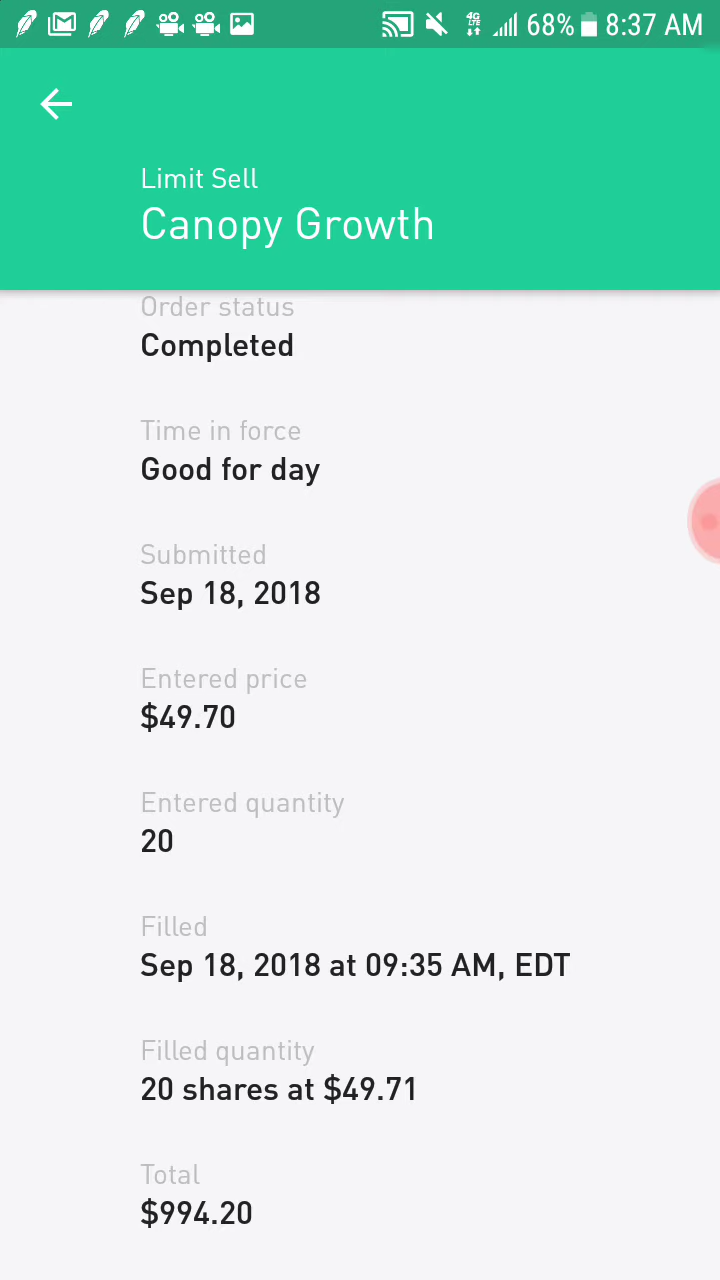 4G LTE 68% 8:37 AM
Limit Sell
Canopy Growth
Order status
Completed
Time in force
Good for day
Submitted
Sep 18, 2018
Entered price
$49.70
Entered quantity
20
Filled
Sep 18, 2018 at 09:35 AM, EDT
Filled quantity
20 shares at $49.71
Total
$994.20